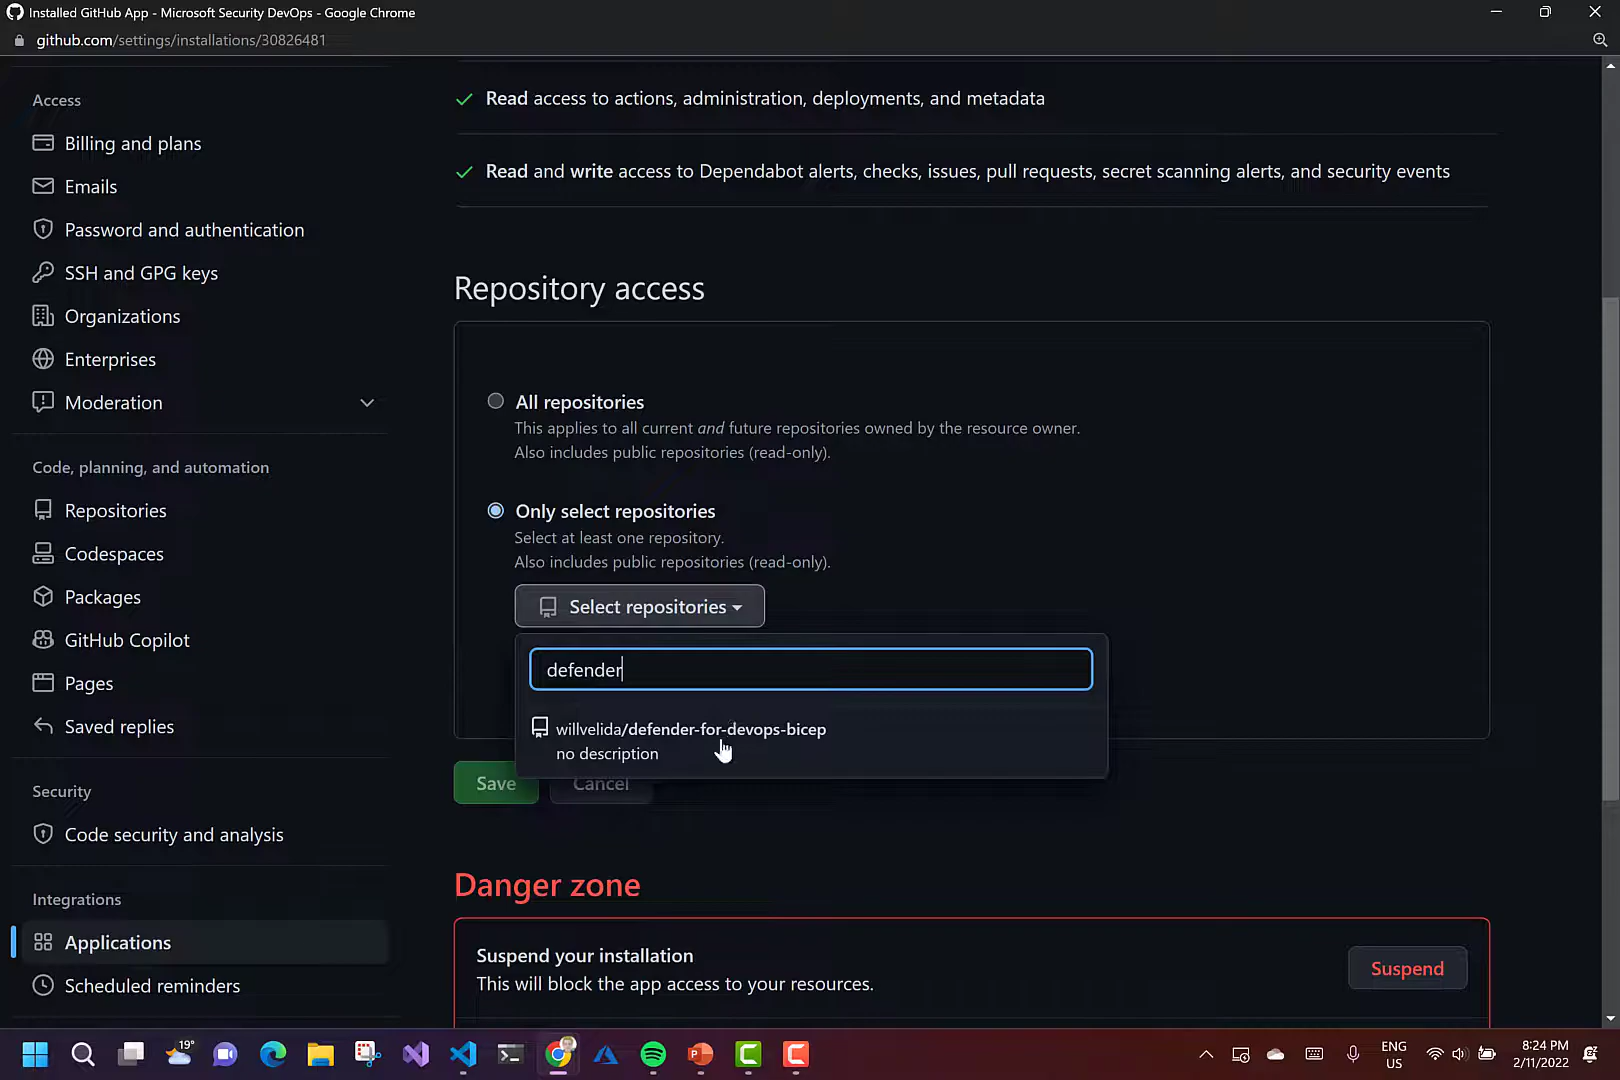 Installed GitHub App - Microsoft Security DevOps - Google Chrome
github.com/settings/installations/30826481
Access
Billing and plans
Emails
Password and authentication
SSH and GPG keys
Organizations
Enterprises
Moderation
Code, planning, and automation
Repositories
Codespaces
Packages
GitHub Copilot
Pages
Saved replies
Security
Code security and analysis
Integrations
Applications
Scheduled reminders
Read access to actions, administration, deployments, and metadata
Read and write access to Dependabot alerts, checks, issues, pull requests, secret scanning alerts, and security events
Repository access
All repositories
This applies to all current and future repositories owned by the resource owner.
Also includes public repositories (read-only).
Only select repositories
Select at least one repository.
Also includes public repositories (read-only).
Select repositories
defender
willvelida/defender-for-devops-bicep
no description
Save
Cancel
Danger zone
Suspend your installation
This will block the app access to your resources.
Suspend
19°
ENG
US
8:24 PM
2/11/2022